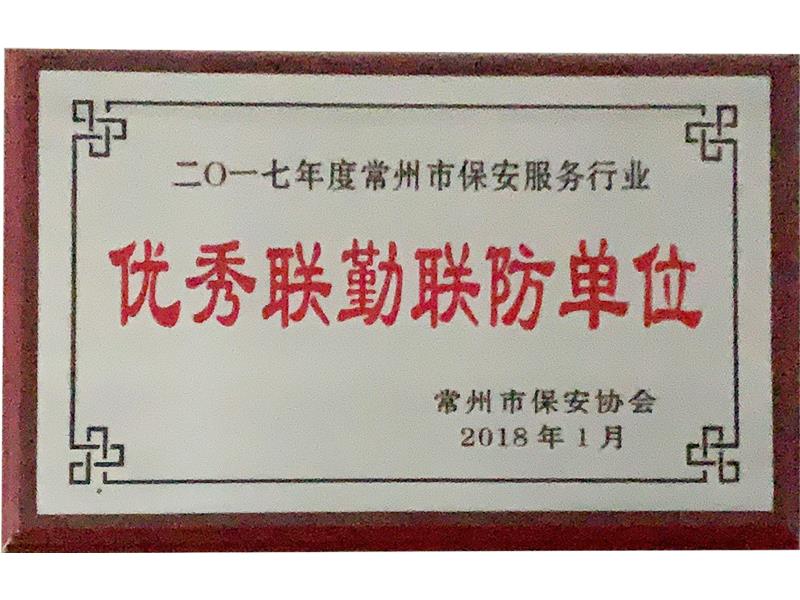 二〇一七年度常州市保安服务行业
优秀联勤联防单位
常州市保安协会
2018年1月